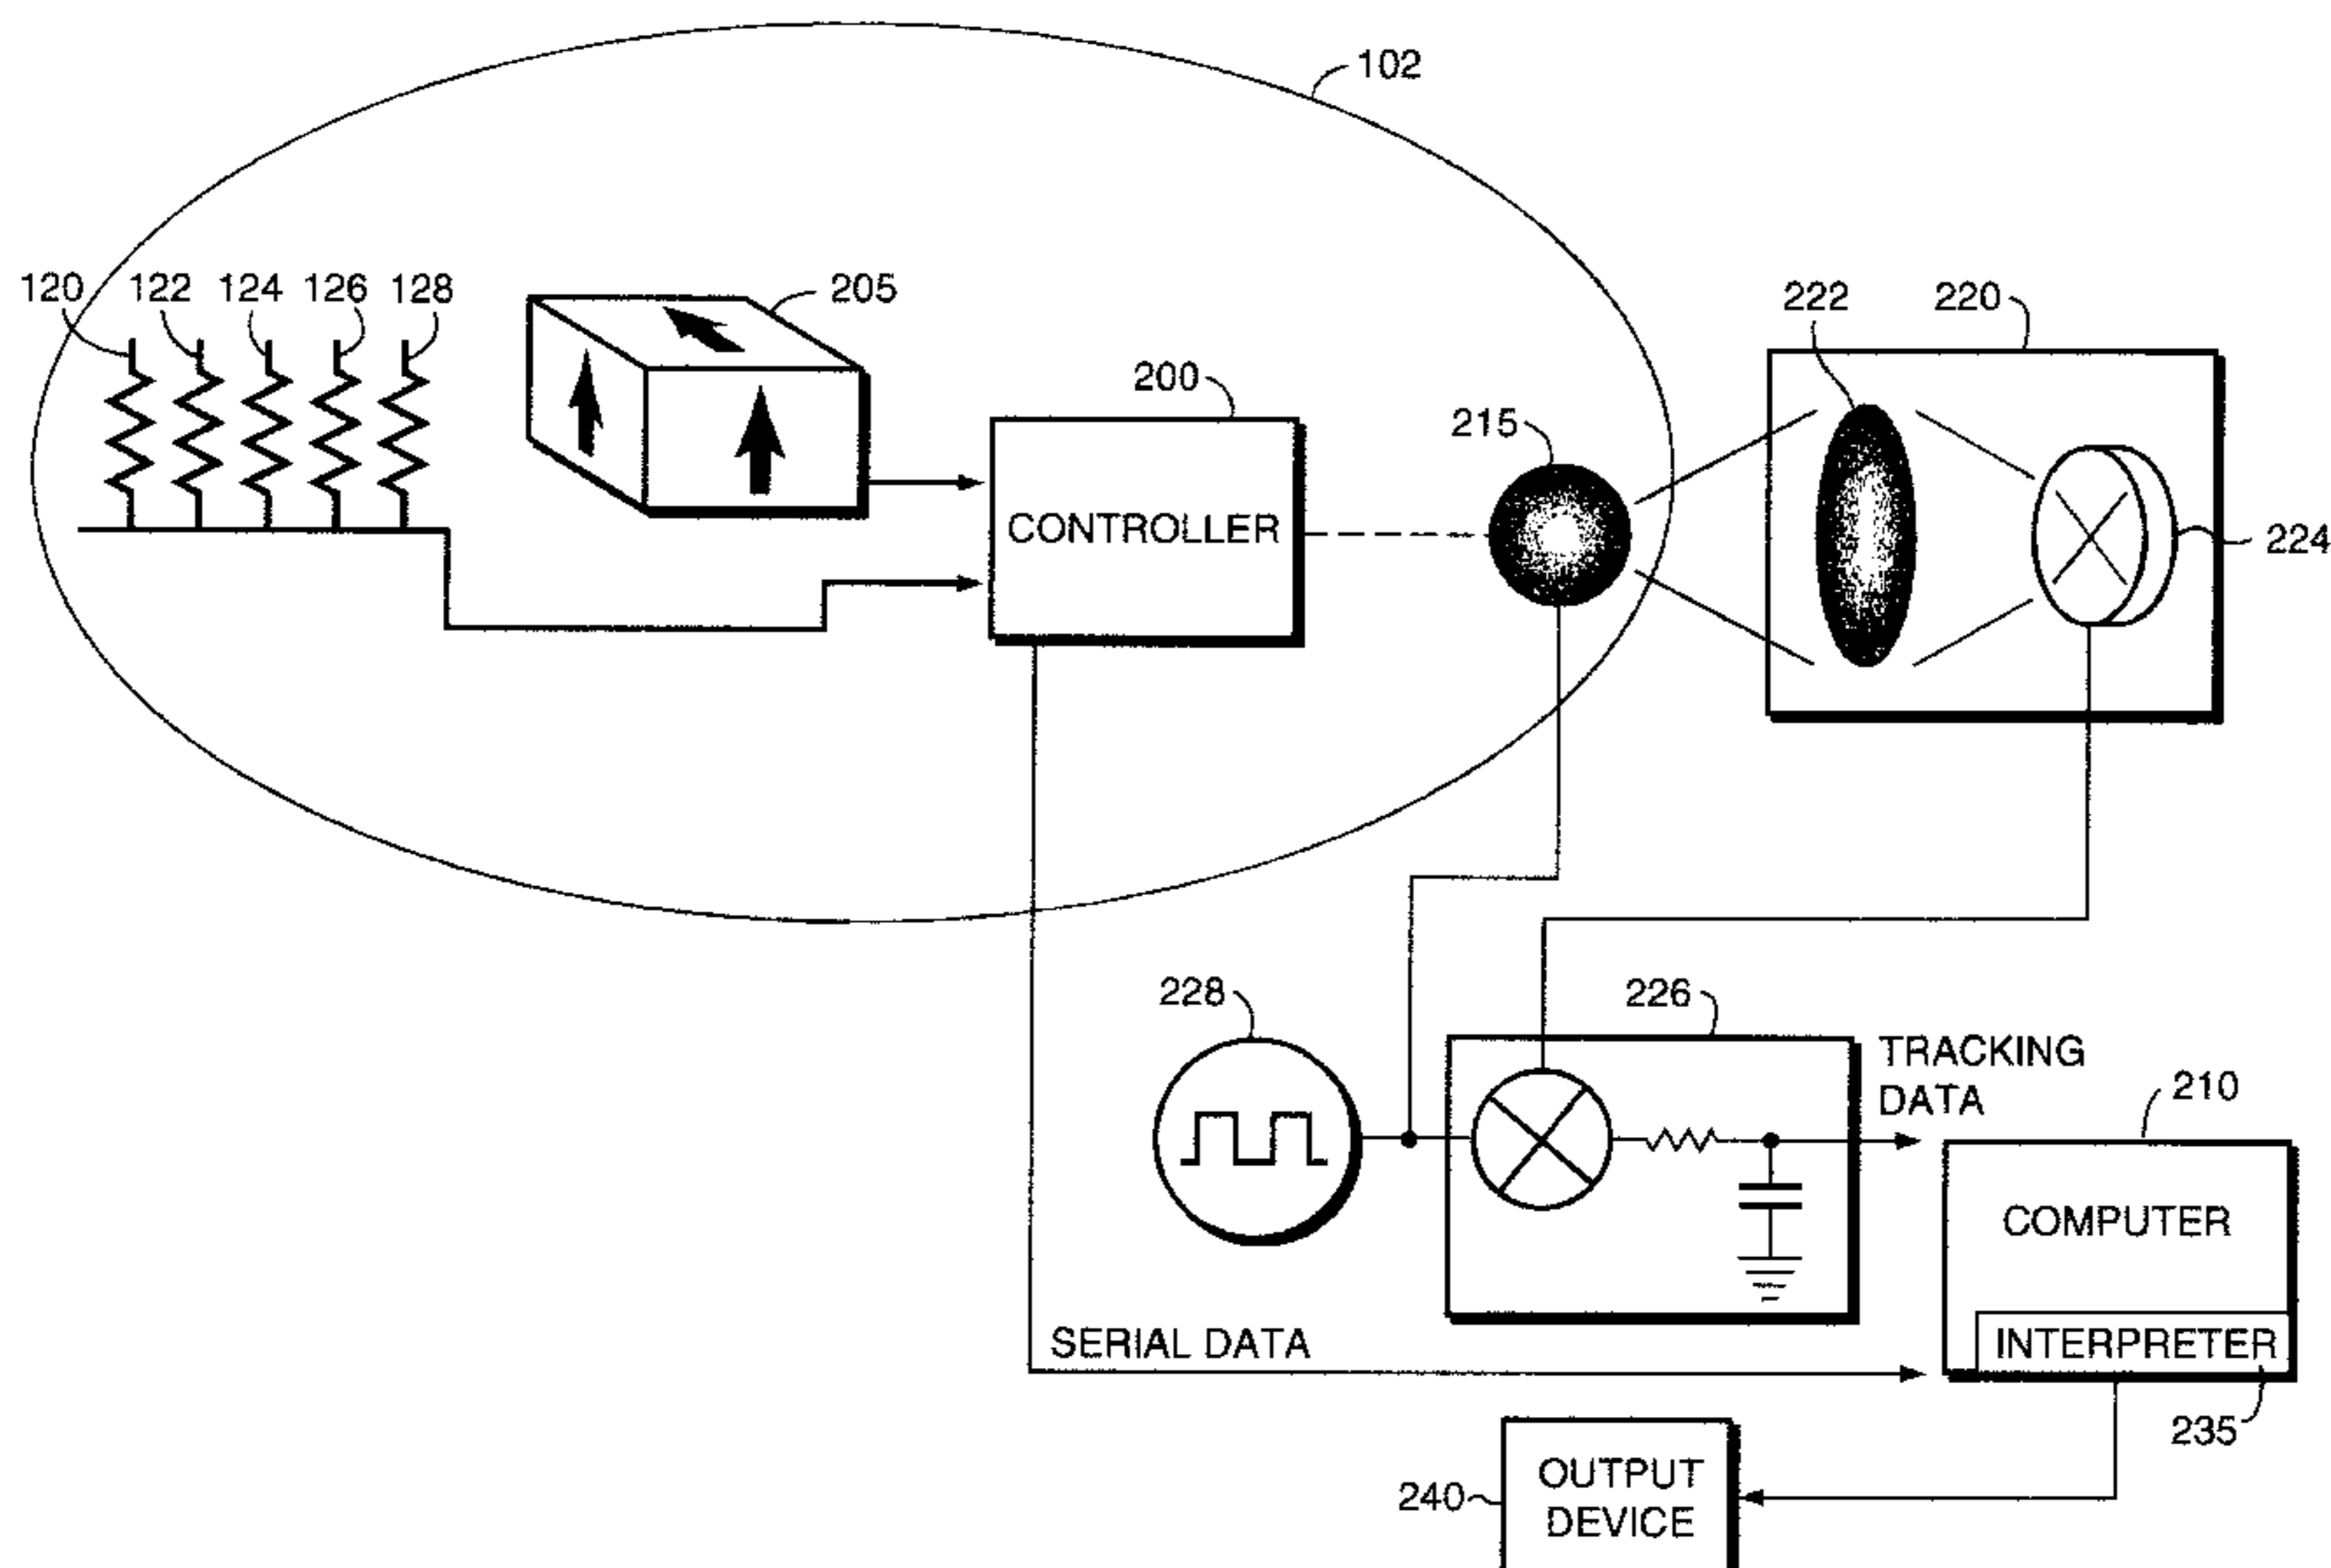 102
120 122 124 126 128
205
222 220
200
215
CONTROLLER
224
228
226
TRACKING
DATA
210
COMPUTER
SERIAL DATA
INTERPRETER
235
OUTPUT
DEVICE
240